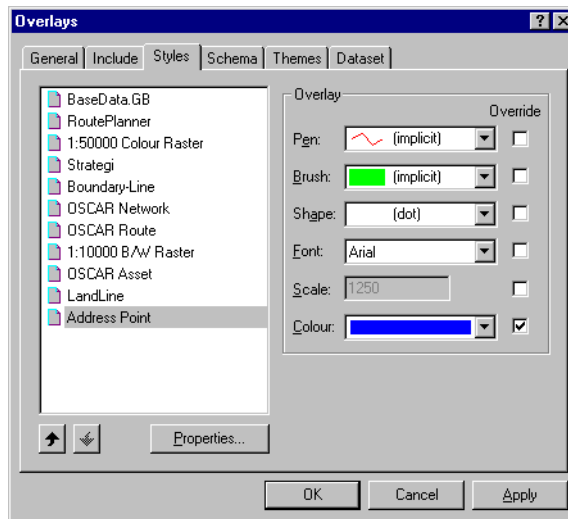 Overlays
General Include Styles Schema Themes Dataset
BaseData.GB
RoutePlanner
1:50000 Colour Raster
Strategi
Boundary-Line
OSCAR Network
OSCAR Route
1:10000 B/W Raster
OSCAR Asset
LandLine
Address Point
Properties...
Overlay
Override
Pen: (implicit)
Brush: (implicit)
Shape: (dot)
Font: Arial
Scale: 1250
Colour:
OK Cancel Apply